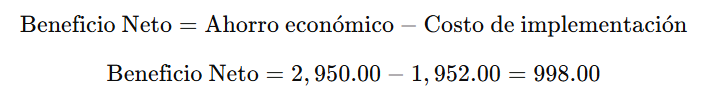 Beneficio Neto = Ahorro económico − Costo de implementación
Beneficio Neto = 2, 950.00 − 1, 952.00 = 998.00